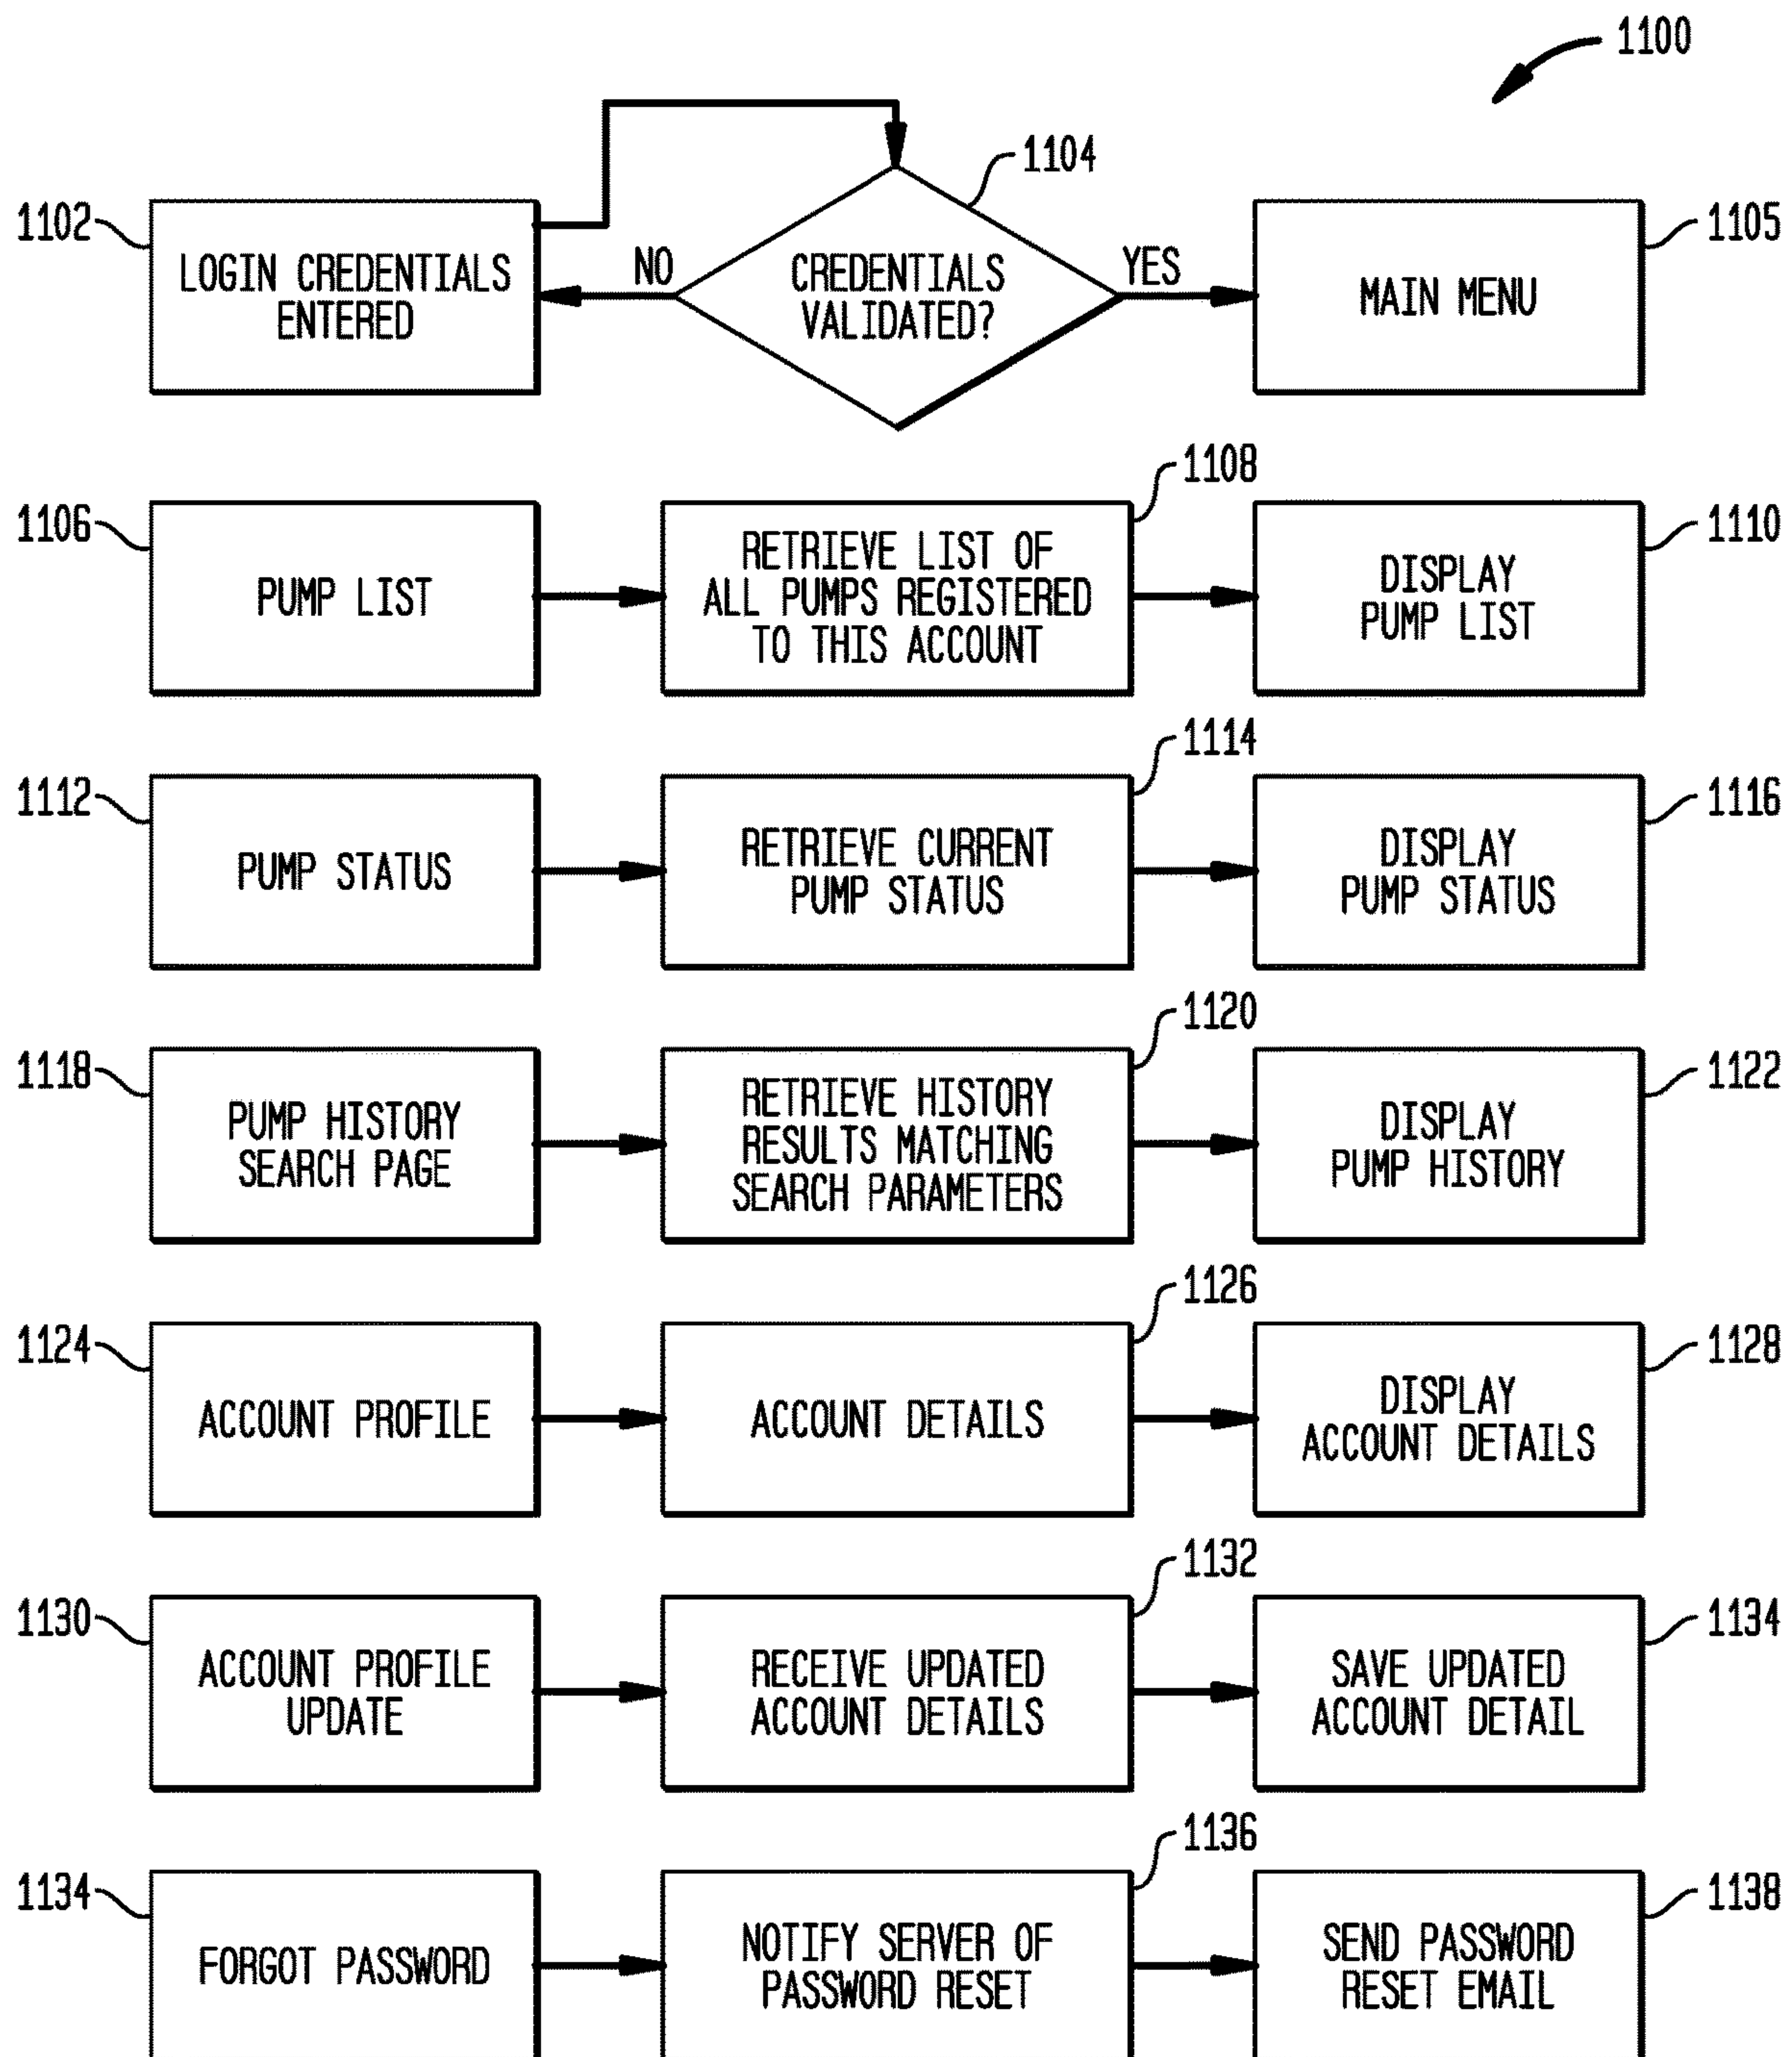 1100
1104
1102
1105
LOGIN CREDENTIALS
ENTERED
NO
CREDENTIALS
VALIDATED?
YES
MAIN MENU
1106
1108
1110
PUMP LIST
RETRIEVE LIST OF
ALL PUMPS REGISTERED
TO THIS ACCOUNT
DISPLAY
PUMP LIST
1112
1114
1116
PUMP STATUS
RETRIEVE CURRENT
PUMP STATUS
DISPLAY
PUMP STATUS
1118
1120
1122
PUMP HISTORY
SEARCH PAGE
RETRIEVE HISTORY
RESULTS MATCHING
SEARCH PARAMETERS
DISPLAY
PUMP HISTORY
1124
1126
1128
ACCOUNT PROFILE
ACCOUNT DETAILS
DISPLAY
ACCOUNT DETAILS
1130
1132
1134
ACCOUNT PROFILE
UPDATE
RECEIVE UPDATED
ACCOUNT DETAILS
SAVE UPDATED
ACCOUNT DETAIL
1134
1136
1138
FORGOT PASSWORD
NOTIFY SERVER OF
PASSWORD RESET
SEND PASSWORD
RESET EMAIL